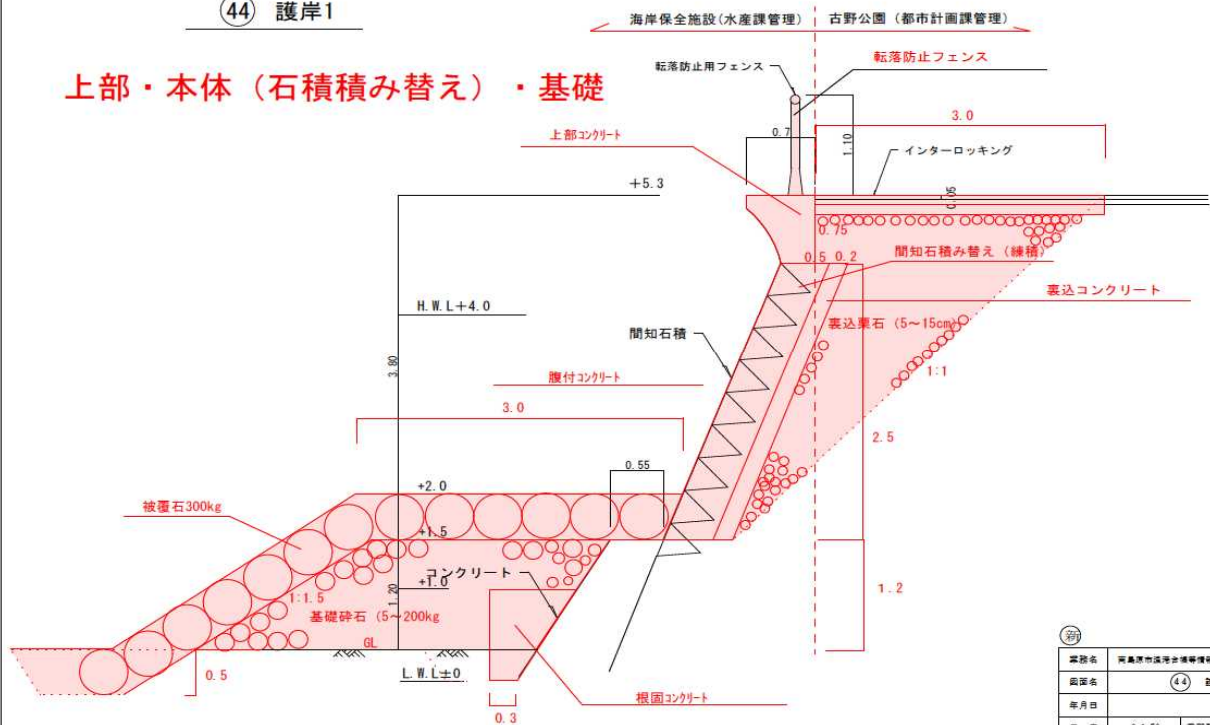 ㊹ 護岸1
海岸保全施設(水産課管理)
古野公園（都市計画課管理）
上部・本体（石積積み替え）・基礎
転落防止用フェンス
転落防止フェンス
上部コンクリート
0.7
1.10
3.0
インターロッキング
+5.3
0.05
0.75
0.5 0.2
間知石積み替え（練積）
裏込コンクリート
H.W.L+4.0
間知石積
裏込栗石（5～15cm）
3.80
腹付コンクリート
1:1
3.0
2.5
0.55
+2.0
被覆石300kg
+1.5
コンクリート
+1.0
1.20
1:1.5
1.2
基礎砕石（5～200kg
GL
0.5
L.W.L±0
根固コンクリート
0.3
新
業務名
図面名
㊹
年月日